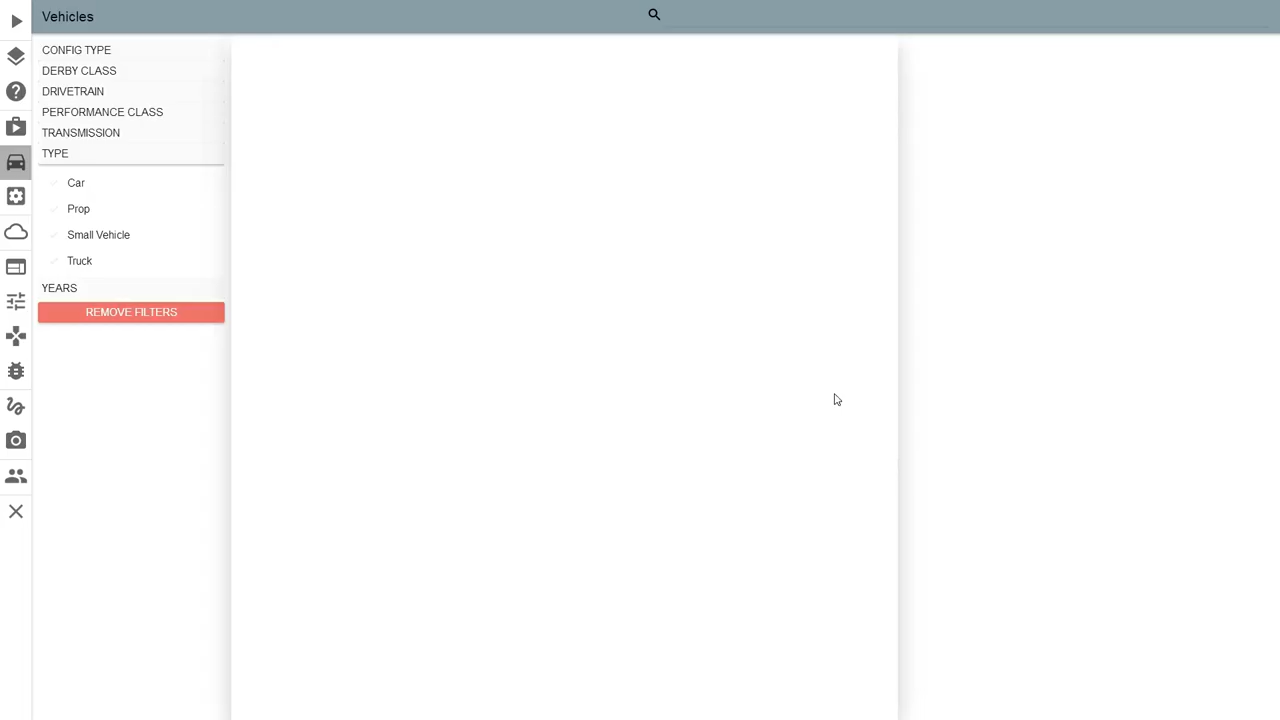 Vehicles
CONFIG TYPE
DERBY CLASS
DRIVETRAIN
PERFORMANCE CLASS
TRANSMISSION
TYPE
Car
Prop
Small Vehicle
Truck
YEARS
REMOVE FILTERS